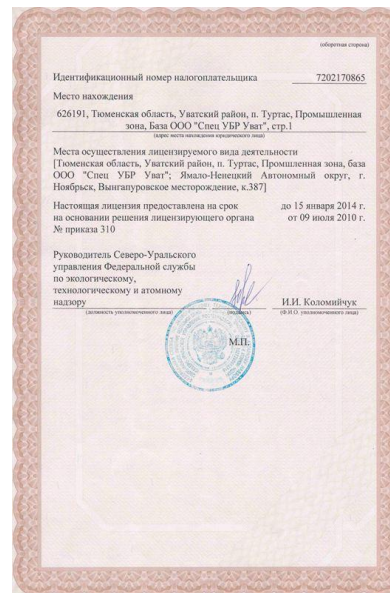 (оборотная сторона)
Идентификационный номер налогоплательщика 7202170865
Место нахождения
626191, Тюменская область, Уватский район, п. Туртас, Промышленная
зона, База ООО "Спец УБР Уват", стр.1
(адрес места нахождения юридического лица)
Места осуществления лицензируемого вида деятельности
[Тюменская область, Уватский район, п. Туртас, Промшленная зона, база
ООО "Спец УБР Уват"; Ямало-Ненецкий Автономный округ, г.
Ноябрьск, Вынгапуровское месторождение, к.387]
Настоящая лицензия предоставлена на срок до 15 января 2014 г.
на основании решения лицензирующего органа от 09 июля 2010 г.
№ приказа 310
Руководитель Северо-Уральского
управления Федеральной службы
по экологическому,
технологическому и атомному
надзору И.И. Коломийчук
(должность уполномоченного лица) (подпись) (Ф.И.О. уполномоченного лица)
М.П.